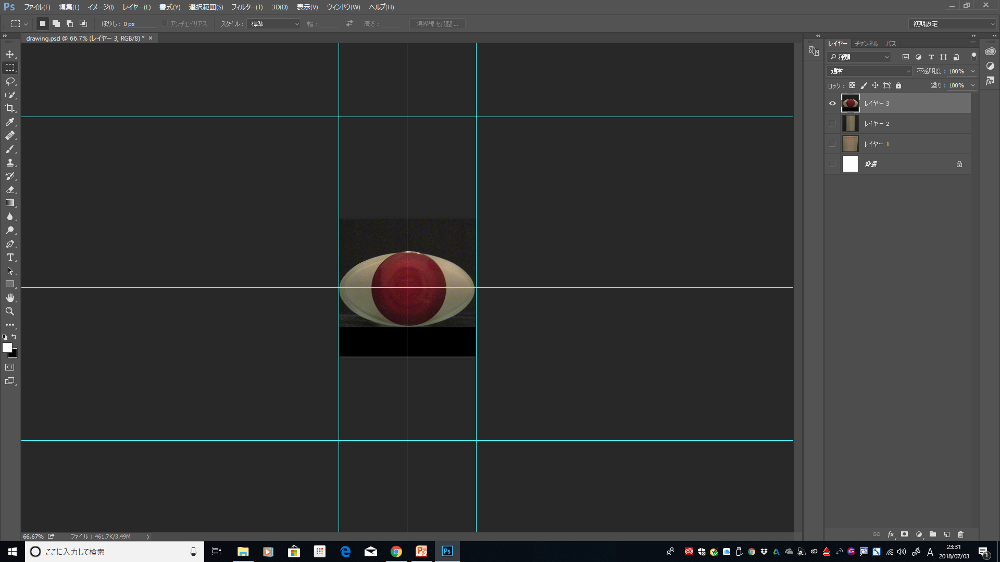 Ps ファイル(F) 編集(E) イメージ(I) レイヤー(L) 書式(Y) 選択範囲(S) フィルター(T) 3D(D) 表示(V) ウィンドウ(W) ヘルプ(H)
ぼかし : 0 px アンチエイリアス スタイル : 標準 幅 : 高さ : 境界線を調整... 初期設定
drawing.psd @ 66.7% (レイヤー 3, RGB/8) *
レイヤー チャンネル パス
種類
通常 不透明度 : 100%
ロック : 塗り : 100%
レイヤー 3
レイヤー 2
レイヤー 1
背景
66.67% ファイル : 461.7K/3.49M
ここに入力して検索
Ps
A 23:31
2018/07/03
1